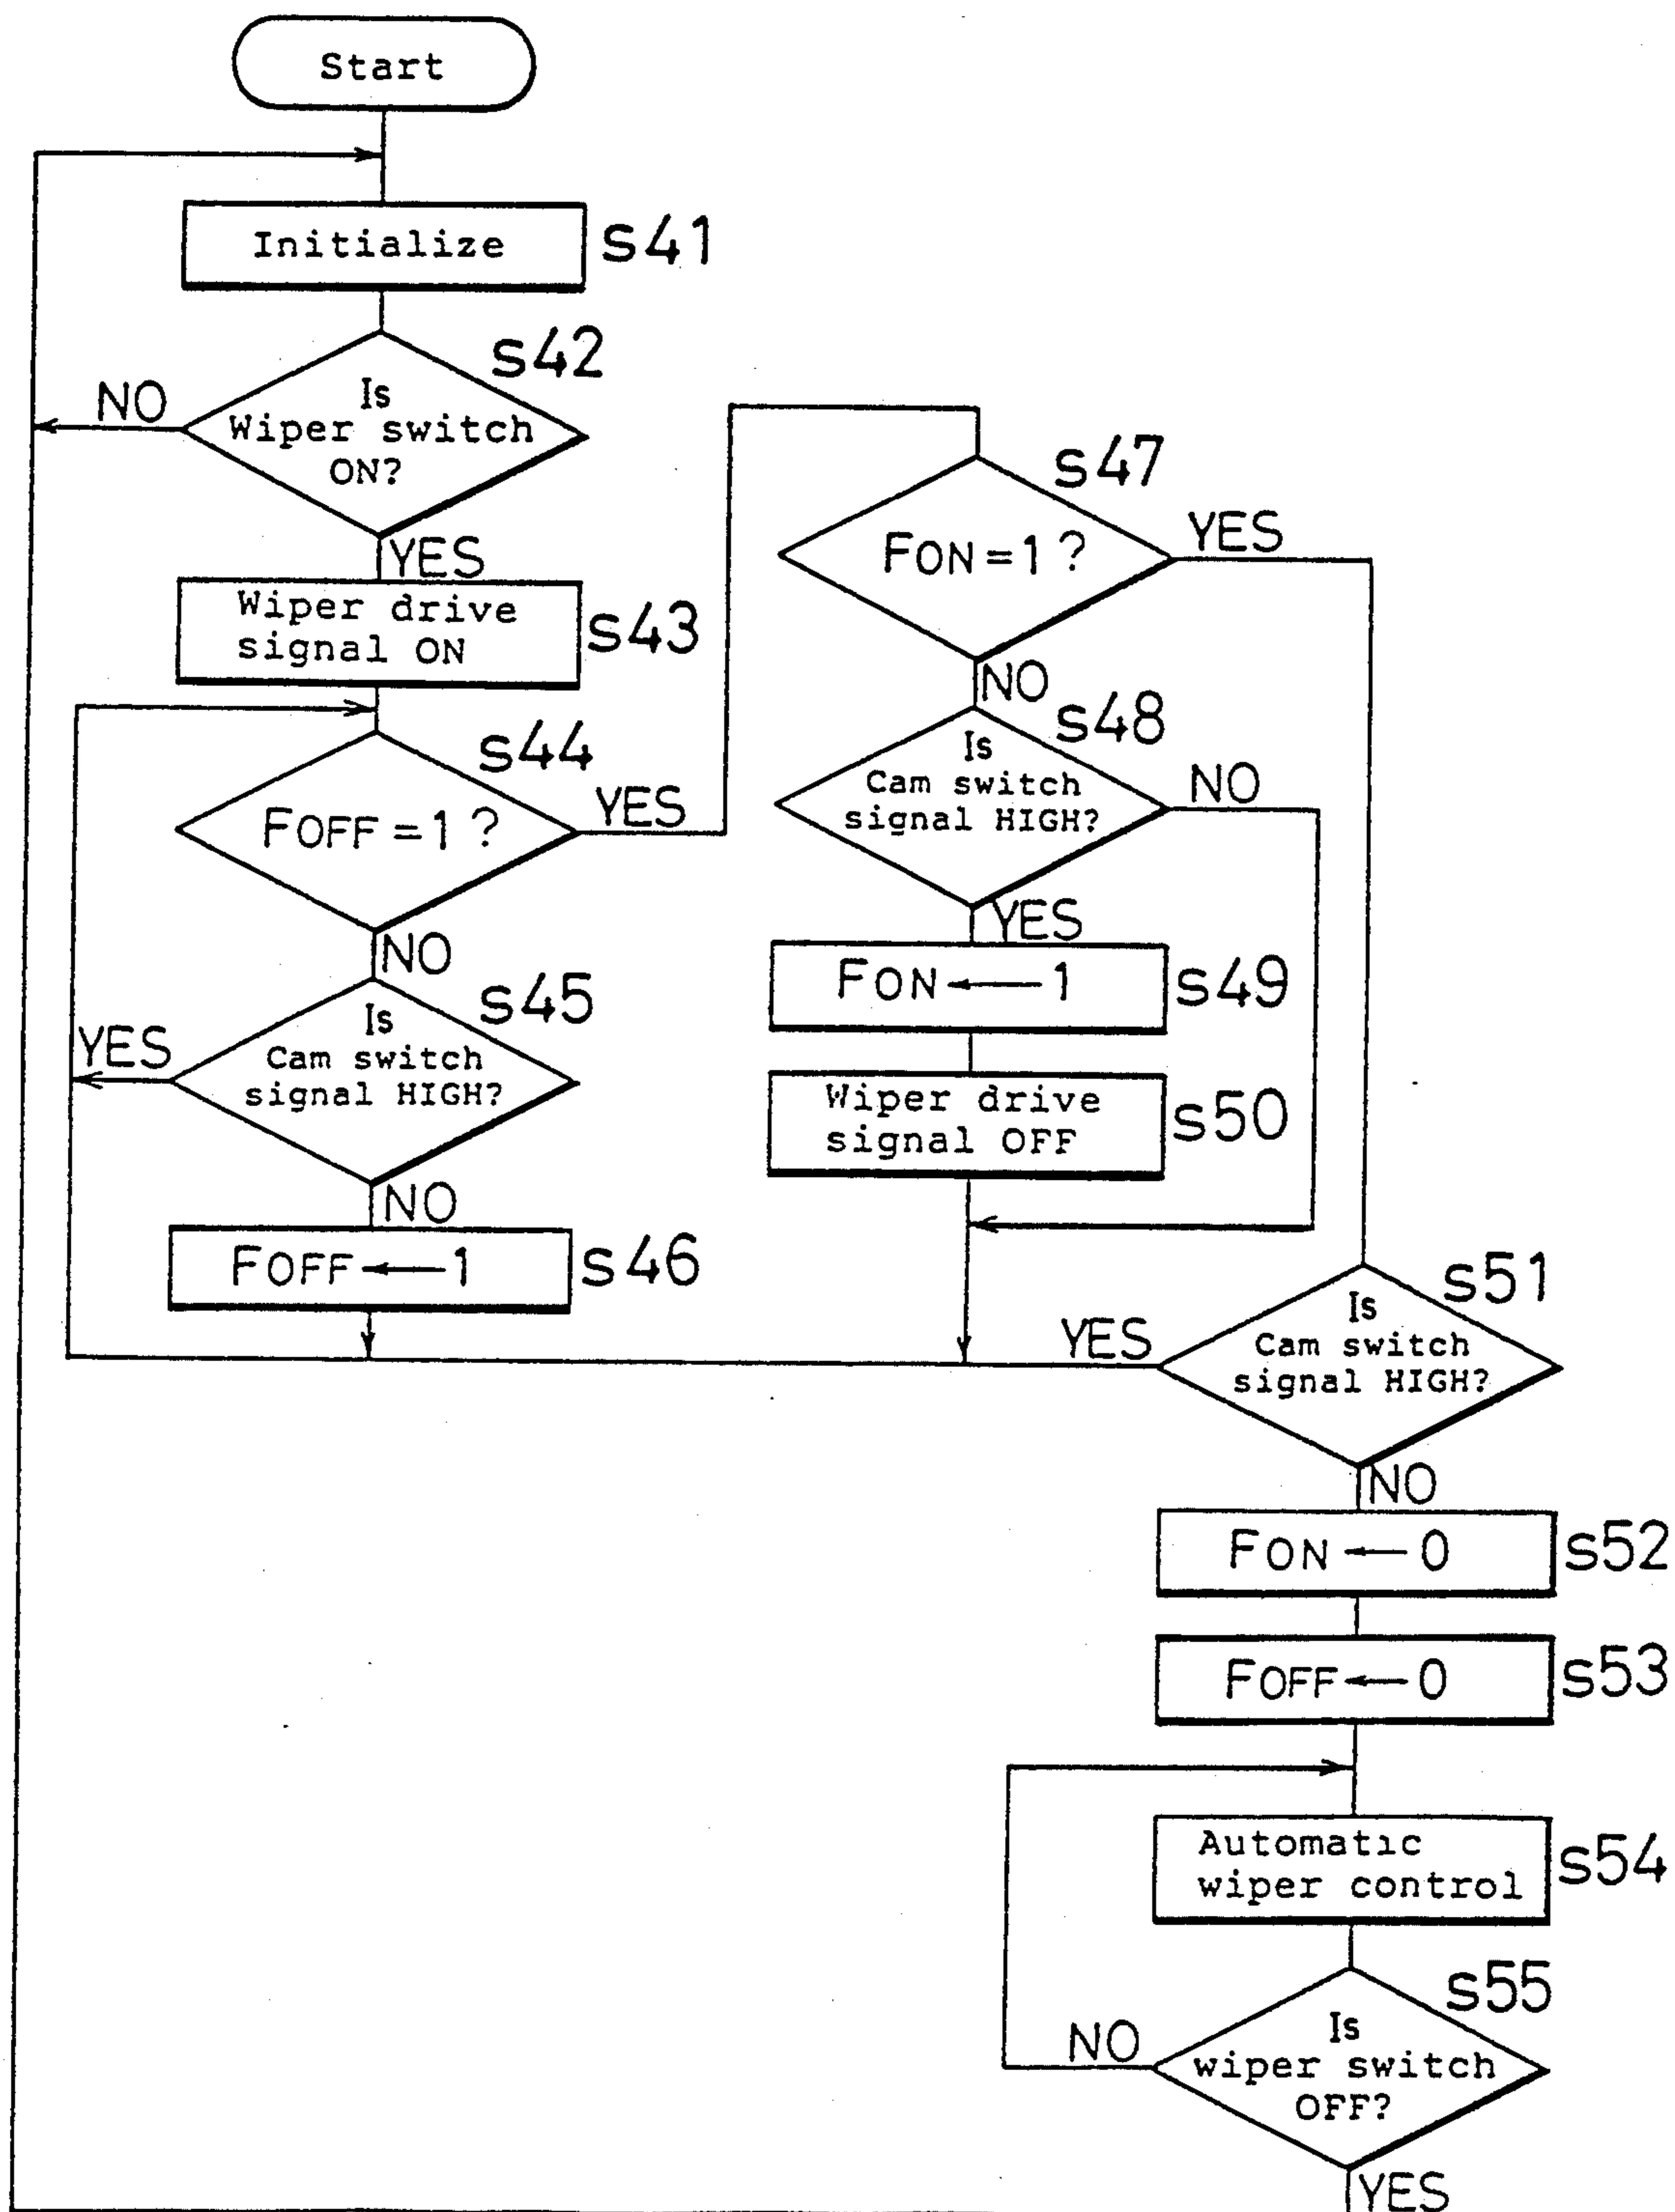 Start
Initialize
s41
s42
NO
Is
Wiper switch
ON?
YES
Wiper drive
signal ON
s43
s44
FOFF = 1 ?
YES
NO
s45
YES
Is
Cam switch
signal HIGH?
NO
FOFF ← 1
s46
s47
FON = 1 ?
YES
NO
s48
Is
Cam switch
signal HIGH?
NO
YES
FON ← 1
s49
Wiper drive
signal OFF
s50
s51
YES
Is
Cam switch
signal HIGH?
NO
FON ← 0
s52
FOFF ← 0
s53
Automatic
wiper control
s54
s55
NO
Is
wiper switch
OFF?
YES